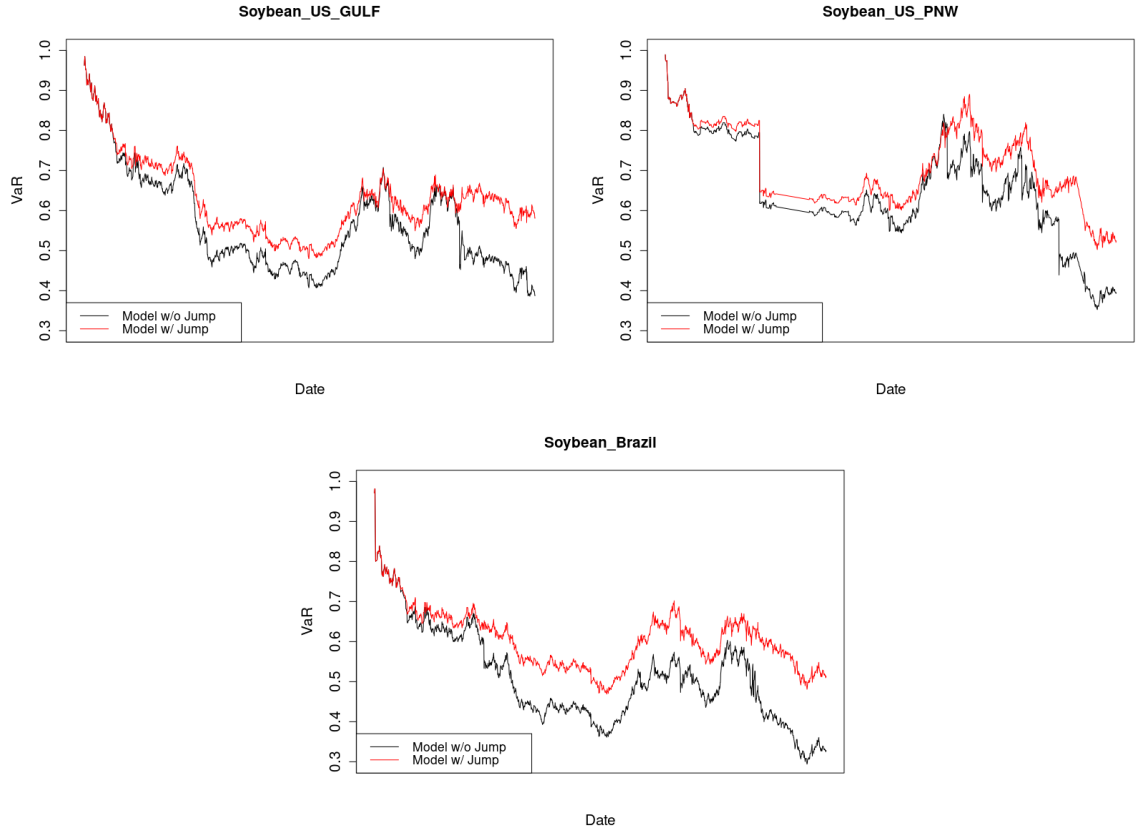 Soybean_US_GULF
VaR
1.0
0.9
0.8
0.7
0.6
0.5
0.4
0.3
Model w/o Jump
Model w/ Jump
Date
Soybean_US_PNW
VaR
1.0
0.9
0.8
0.7
0.6
0.5
0.4
0.3
Model w/o Jump
Model w/ Jump
Date
Soybean_Brazil
VaR
1.0
0.9
0.8
0.7
0.6
0.5
0.4
0.3
Model w/o Jump
Model w/ Jump
Date